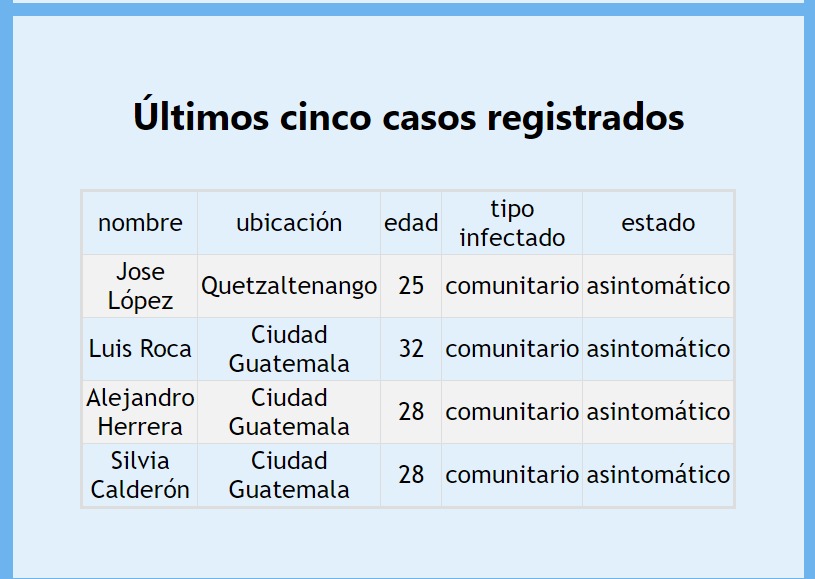 Últimos cinco casos registrados
nombre ubicación edad tipo infectado estado
Jose López Quetzaltenango 25 comunitario asintomático
Luis Roca Ciudad Guatemala 32 comunitario asintomático
Alejandro Herrera Ciudad Guatemala 28 comunitario asintomático
Silvia Calderón Ciudad Guatemala 28 comunitario asintomático